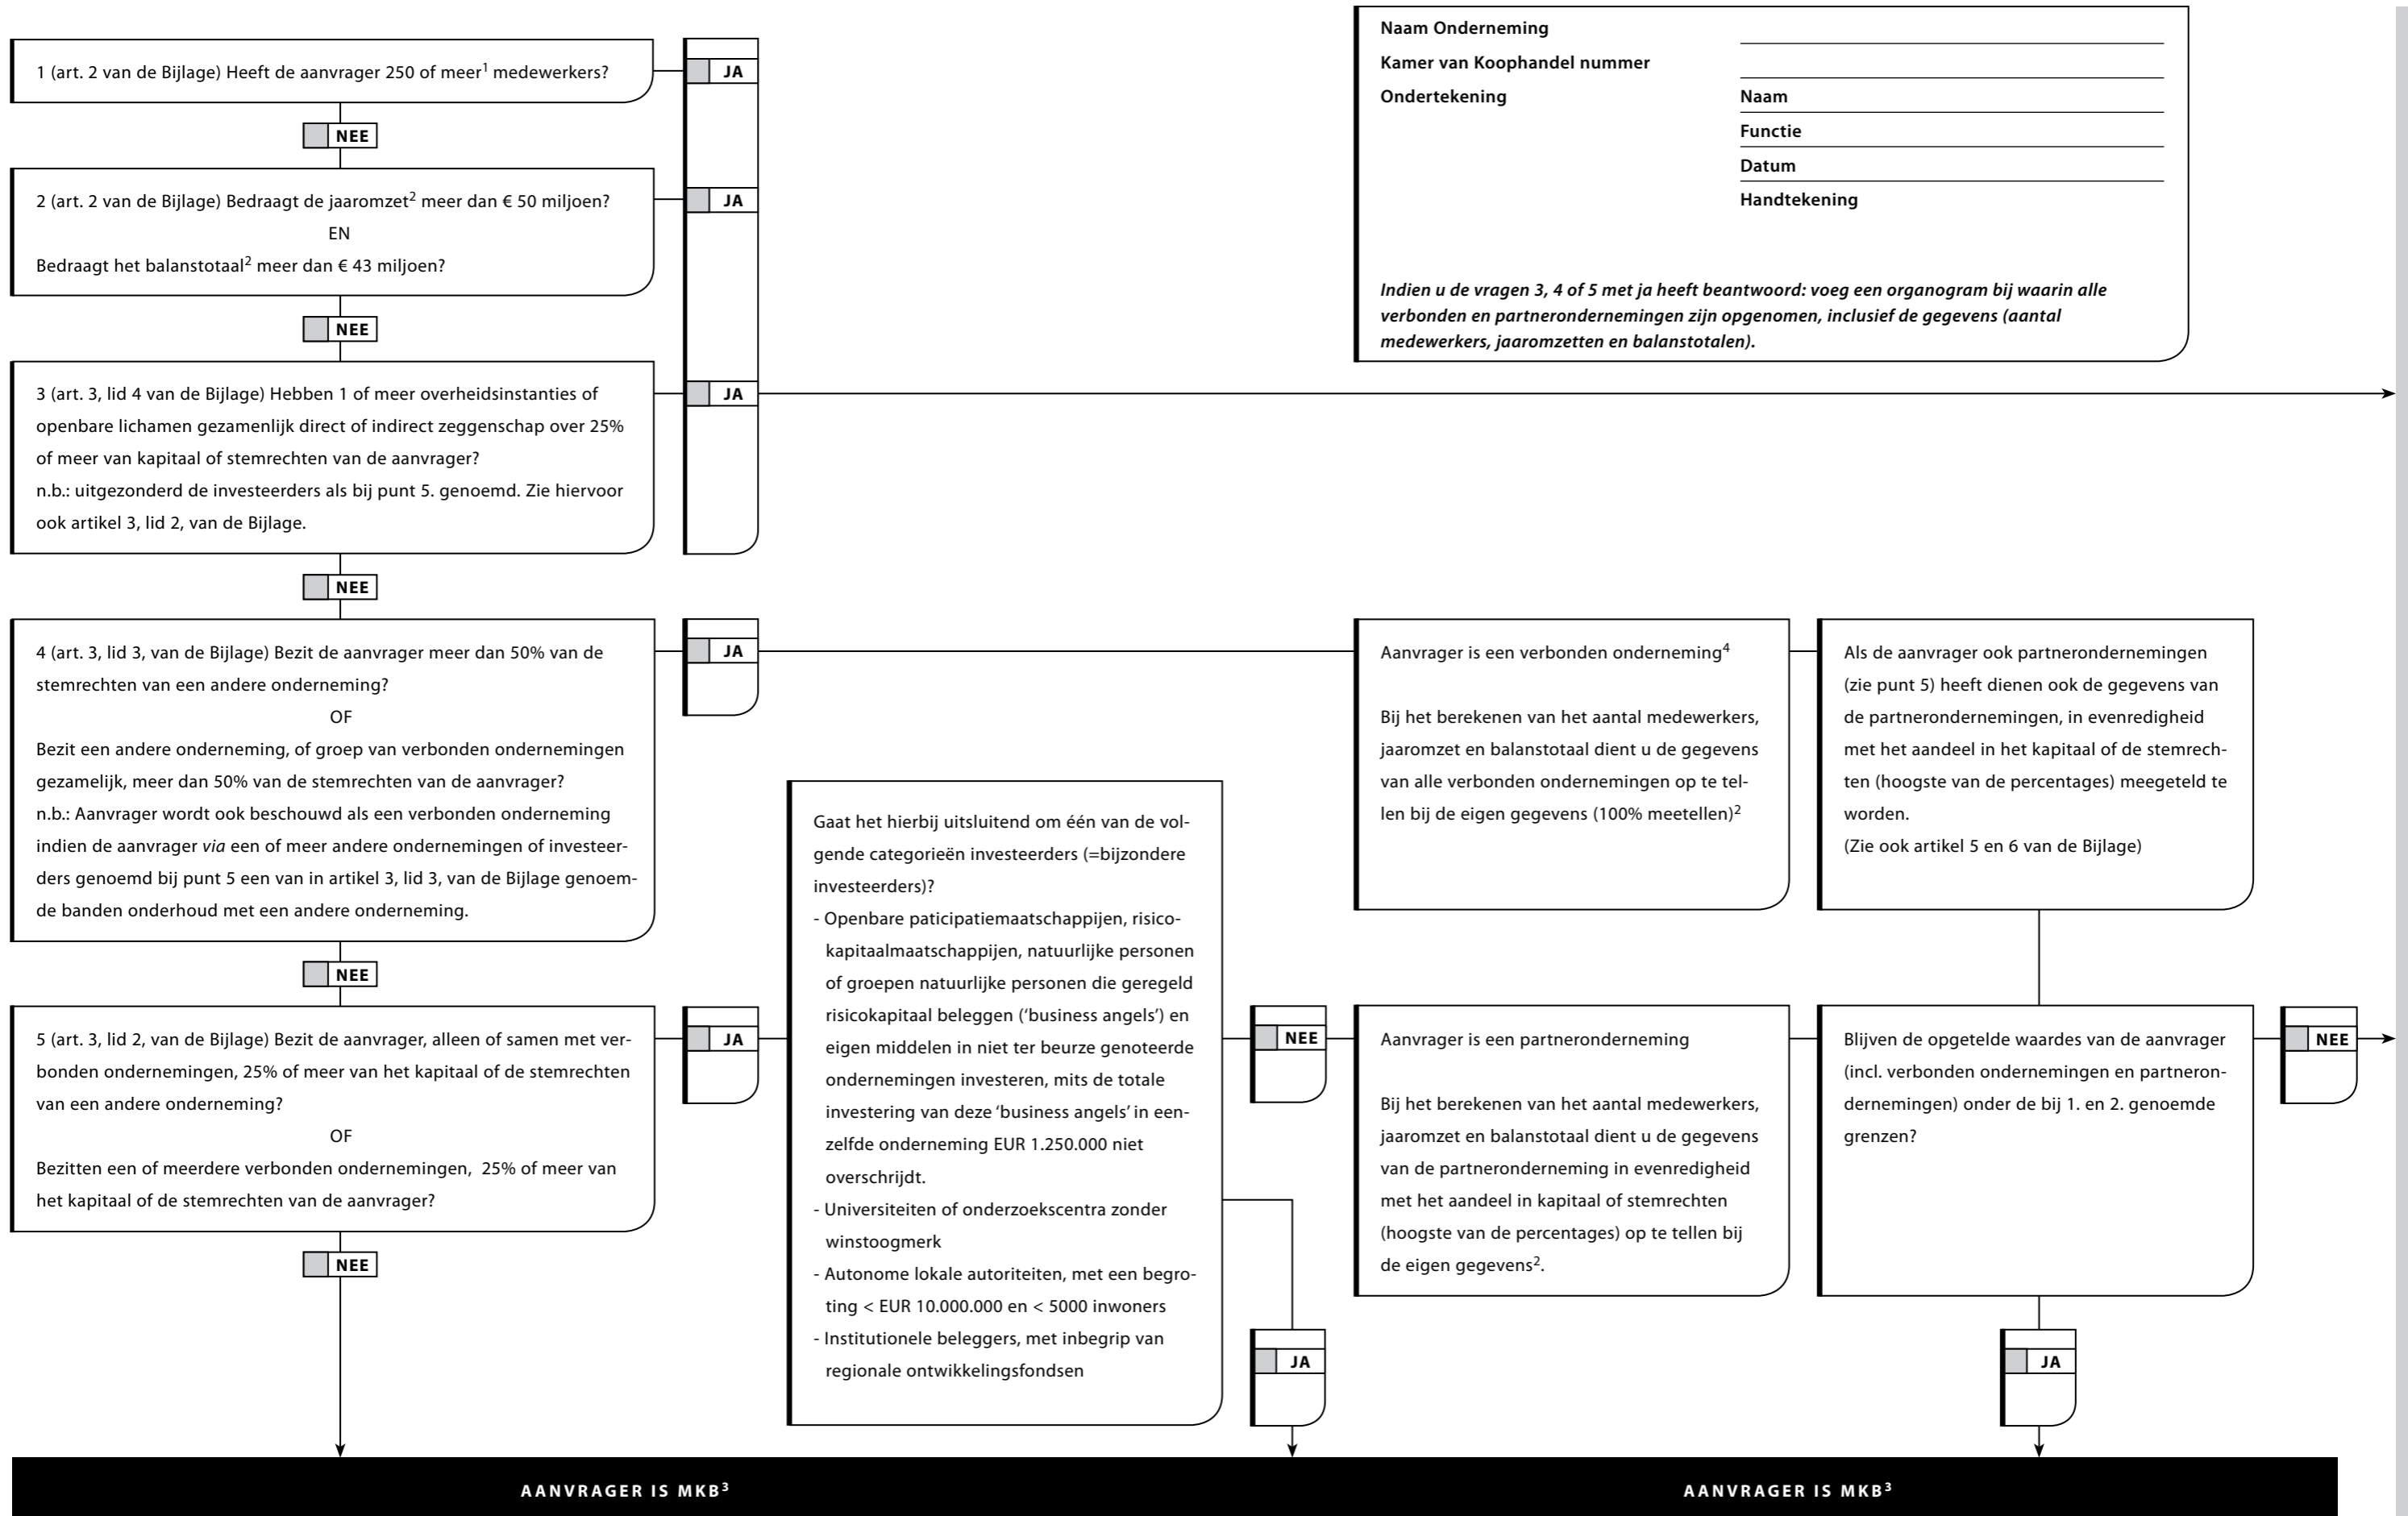 1 (art. 2 van de Bijlage) Heeft de aanvrager 250 of meer¹ medewerkers?
JA
NEE
2 (art. 2 van de Bijlage) Bedraagt de jaaromzet² meer dan € 50 miljoen?
EN
Bedraagt het balanstotaal² meer dan € 43 miljoen?
JA
NEE
3 (art. 3, lid 4 van de Bijlage) Hebben 1 of meer overheidsinstanties of
openbare lichamen gezamenlijk direct of indirect zeggenschap over 25%
of meer van kapitaal of stemrechten van de aanvrager?
n.b.: uitgezonderd de investeerders als bij punt 5. genoemd. Zie hiervoor
ook artikel 3, lid 2, van de Bijlage.
JA
NEE
Naam Onderneming
Kamer van Koophandel nummer
Ondertekening
Naam
Functie
Datum
Handtekening
Indien u de vragen 3, 4 of 5 met ja heeft beantwoord: voeg een organogram bij waarin alle
verbonden en partnerondernemingen zijn opgenomen, inclusief de gegevens (aantal
medewerkers, jaaromzetten en balanstotalen).
4 (art. 3, lid 3, van de Bijlage) Bezit de aanvrager meer dan 50% van de
stemrechten van een andere onderneming?
OF
Bezit een andere onderneming, of groep van verbonden ondernemingen
gezamelijk, meer dan 50% van de stemrechten van de aanvrager?
n.b.: Aanvrager wordt ook beschouwd als een verbonden onderneming
indien de aanvrager via een of meer andere ondernemingen of investeer-
ders genoemd bij punt 5 een van in artikel 3, lid 3, van de Bijlage genoem-
de banden onderhoud met een andere onderneming.
JA
NEE
Aanvrager is een verbonden onderneming⁴
Bij het berekenen van het aantal medewerkers,
jaaromzet en balanstotaal dient u de gegevens
van alle verbonden ondernemingen op te tel-
len bij de eigen gegevens (100% meetellen)²
Als de aanvrager ook partnerondernemingen
(zie punt 5) heeft dienen ook de gegevens van
de partnerondernemingen, in evenredigheid
met het aandeel in het kapitaal of de stemrech-
ten (hoogste van de percentages) meegeteld te
worden.
(Zie ook artikel 5 en 6 van de Bijlage)
5 (art. 3, lid 2, van de Bijlage) Bezit de aanvrager, alleen of samen met ver-
bonden ondernemingen, 25% of meer van het kapitaal of de stemrechten
van een andere onderneming?
OF
Bezitten een of meerdere verbonden ondernemingen, 25% of meer van
het kapitaal of de stemrechten van de aanvrager?
JA
NEE
Gaat het hierbij uitsluitend om één van de vol-
gende categorieën investeerders (=bijzondere
investeerders)?
- Openbare paticipatiemaatschappijen, risico-
kapitaalmaatschappijen, natuurlijke personen
of groepen natuurlijke personen die geregeld
risicokapitaal beleggen (‘business angels’) en
eigen middelen in niet ter beurze genoteerde
ondernemingen investeren, mits de totale
investering van deze ‘business angels’ in een-
zelfde onderneming EUR 1.250.000 niet
overschrijdt.
- Universiteiten of onderzoekscentra zonder
winstoogmerk
- Autonome lokale autoriteiten, met een begro-
ting < EUR 10.000.000 en < 5000 inwoners
- Institutionele beleggers, met inbegrip van
regionale ontwikkelingsfondsen
NEE
JA
Aanvrager is een partneronderneming
Bij het berekenen van het aantal medewerkers,
jaaromzet en balanstotaal dient u de gegevens
van de partneronderneming in evenredigheid
met het aandeel in kapitaal of stemrechten
(hoogste van de percentages) op te tellen bij
de eigen gegevens².
Blijven de opgetelde waardes van de aanvrager
(incl. verbonden ondernemingen en partneron-
dernemingen) onder de bij 1. en 2. genoemde
grenzen?
NEE
JA
AANVRAGER IS MKB³
AANVRAGER IS MKB³